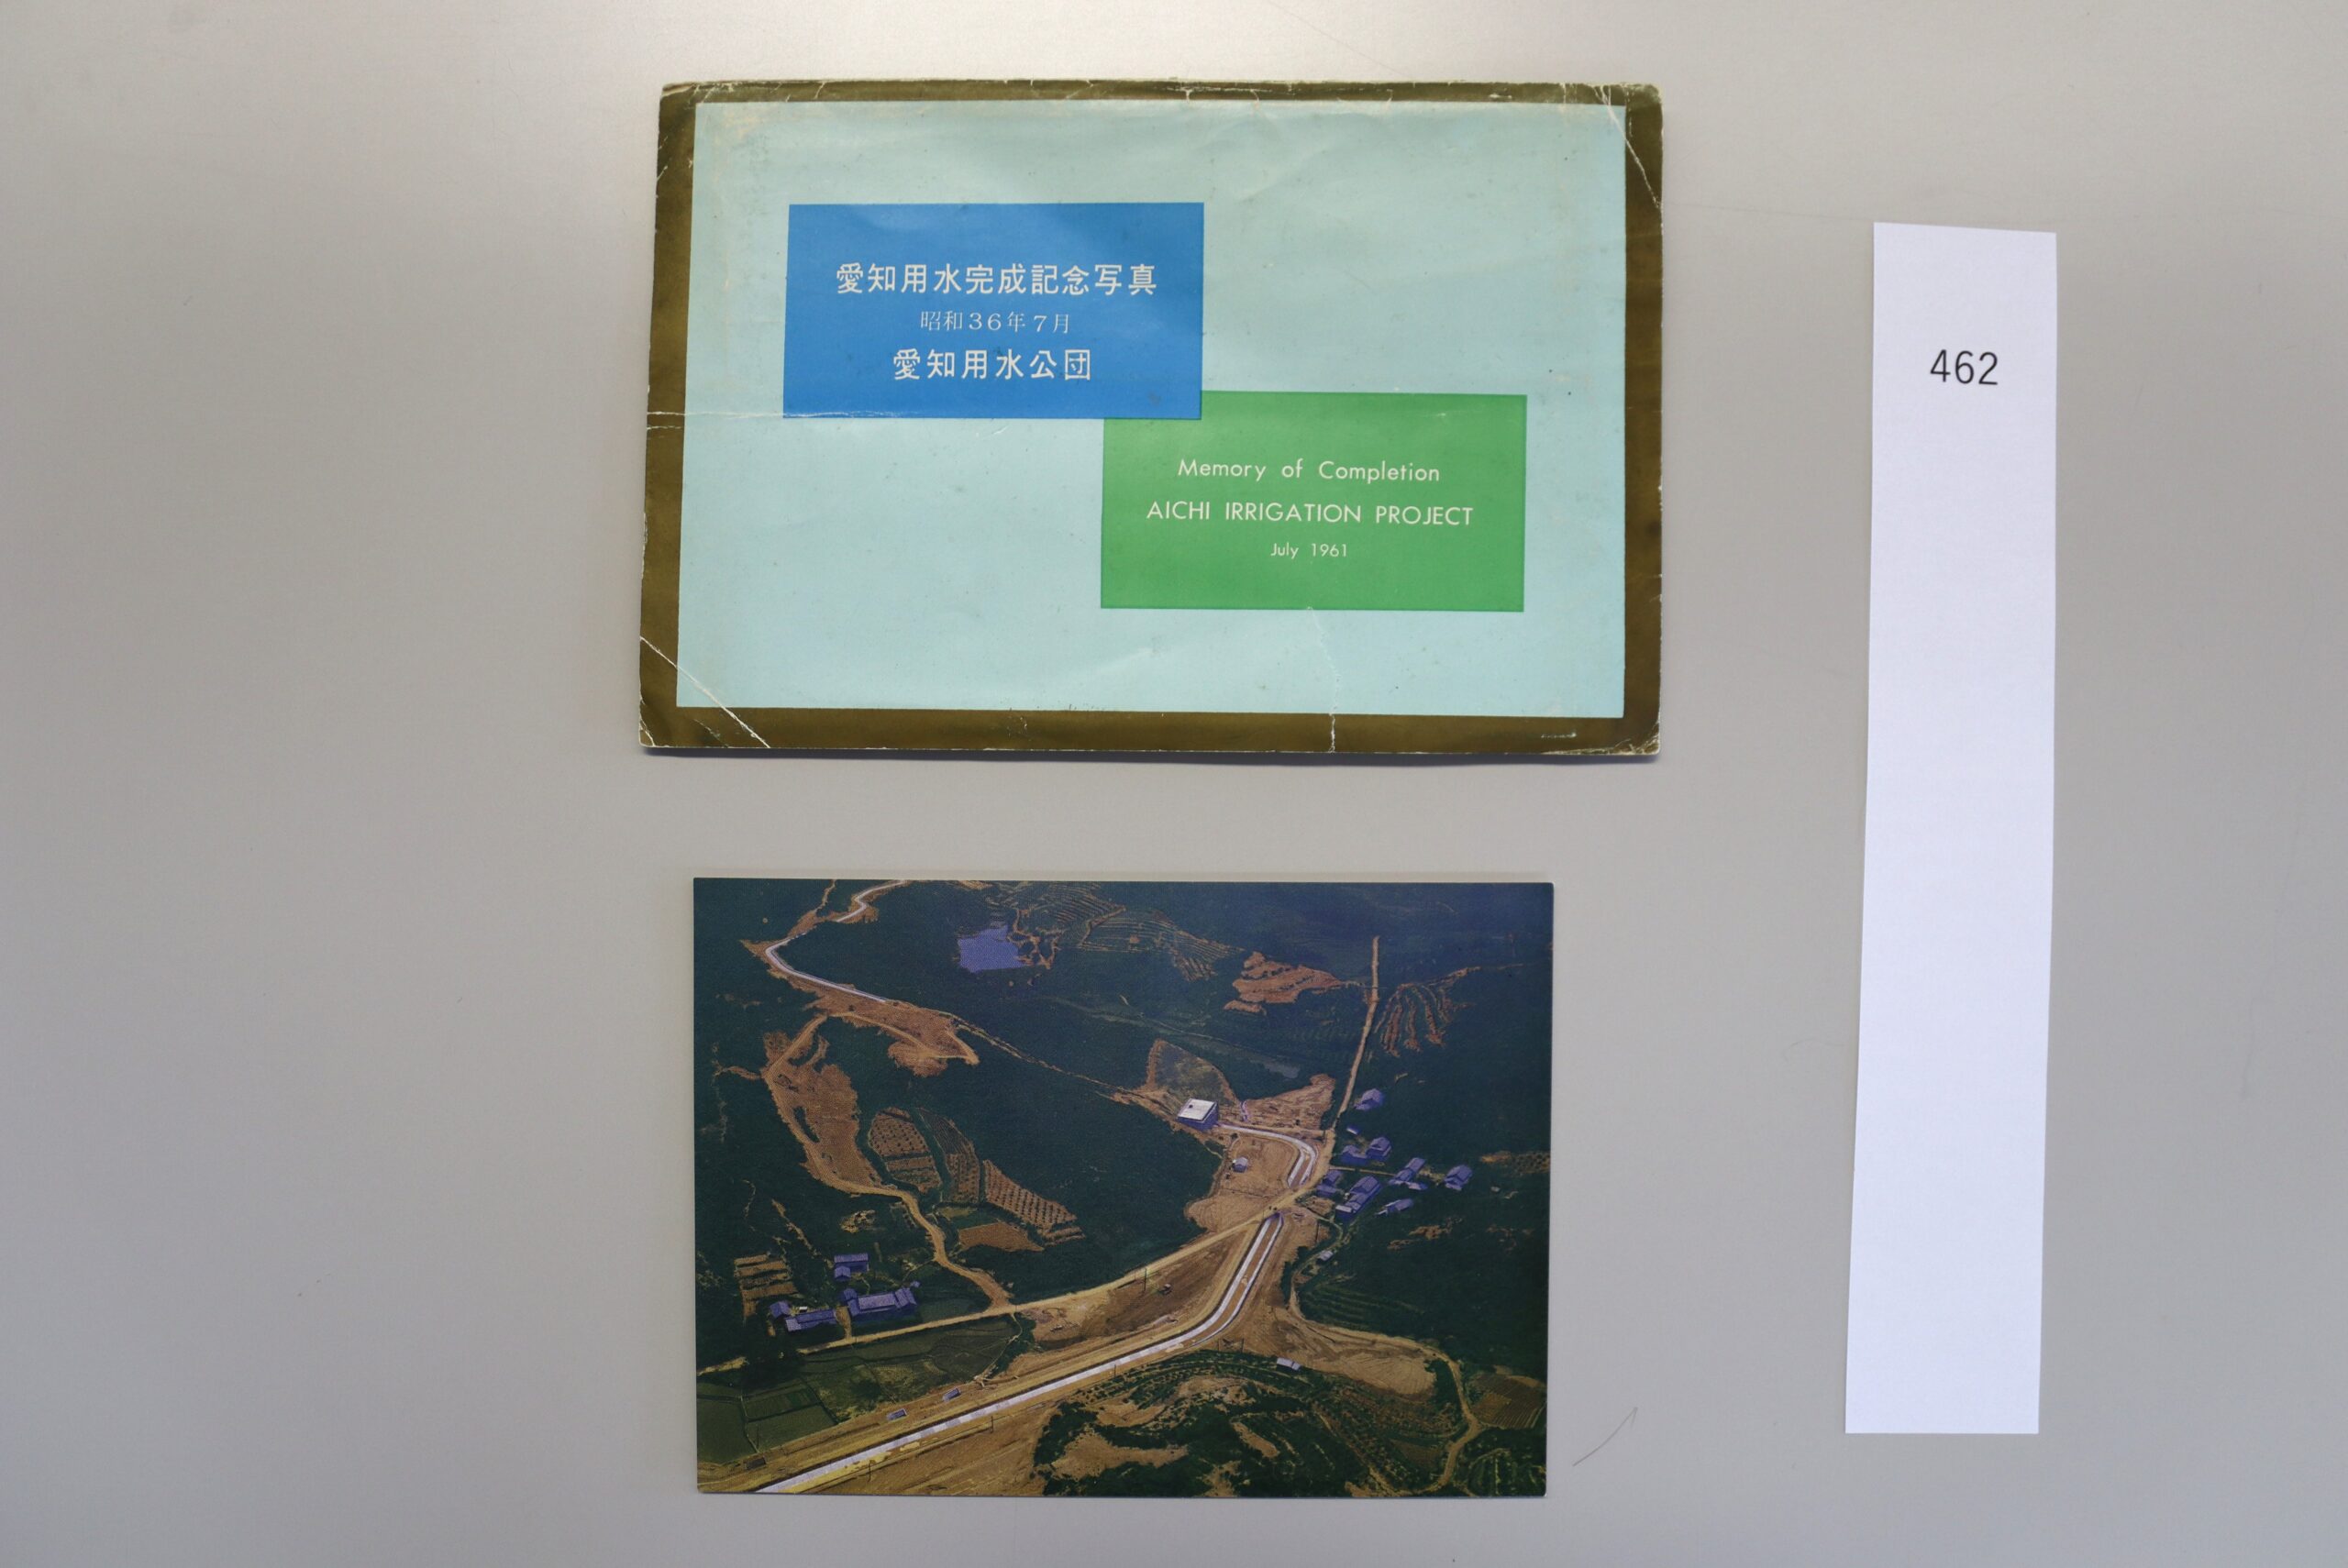 愛知用水完成記念写真
昭和36年7月
愛知用水公団
Memory of Completion
AICHI IRRIGATION PROJECT
July 1961
462